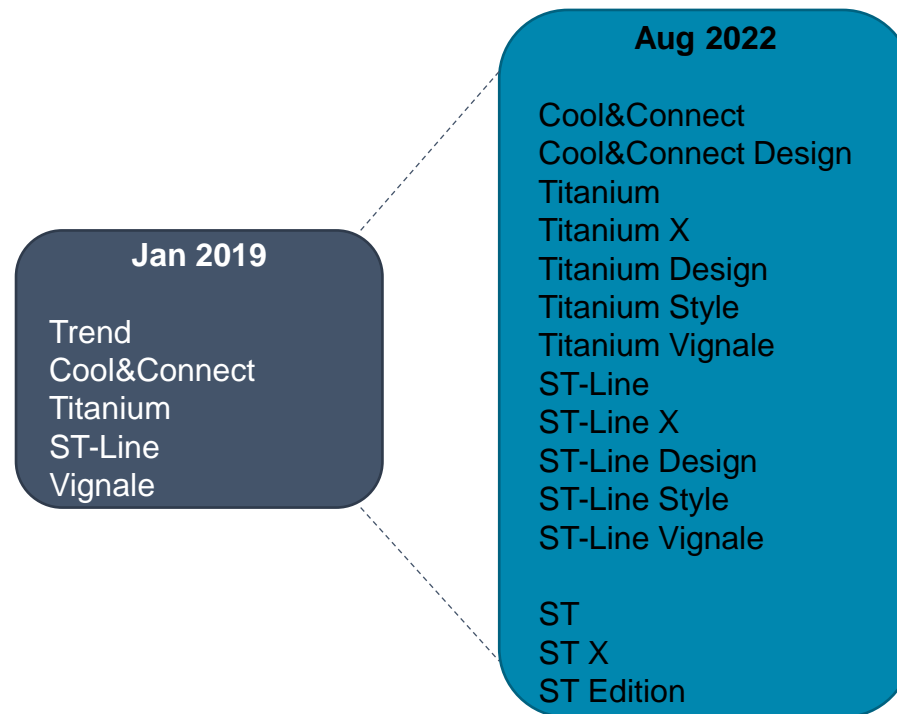 Jan 2019
Trend
Cool&Connect
Titanium
ST-Line
Vignale
Aug 2022
Cool&Connect
Cool&Connect Design
Titanium
Titanium X
Titanium Design
Titanium Style
Titanium Vignale
ST-Line
ST-Line X
ST-Line Design
ST-Line Style
ST-Line Vignale
ST
ST X
ST Edition